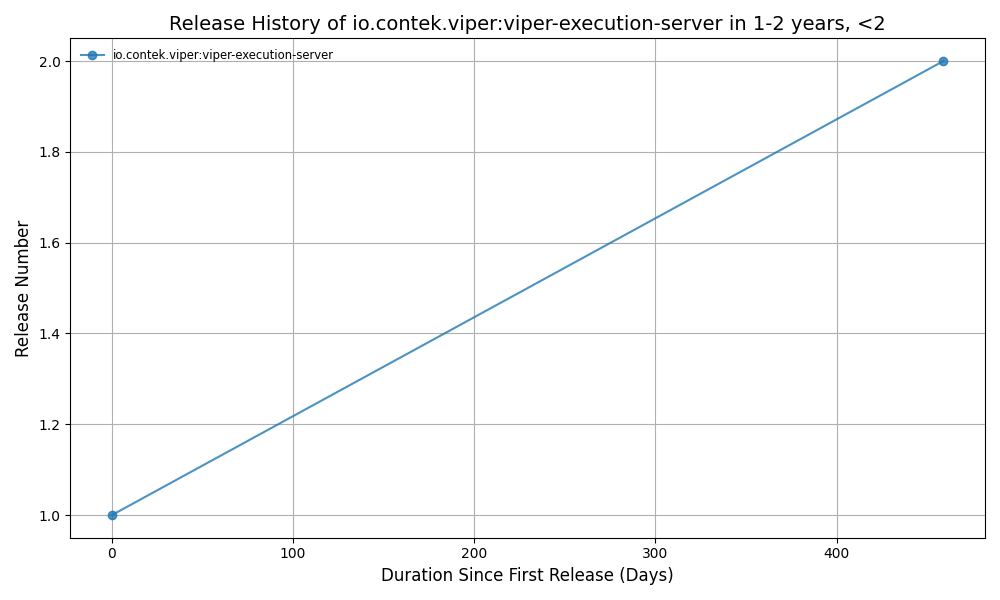 Release History of io.contek.viper:viper-execution-server in 1-2 years, <2
io.contek.viper:viper-execution-server
Release Number
2.0
1.8
1.6
1.4
1.2
1.0
0 100 200 300 400
Duration Since First Release (Days)